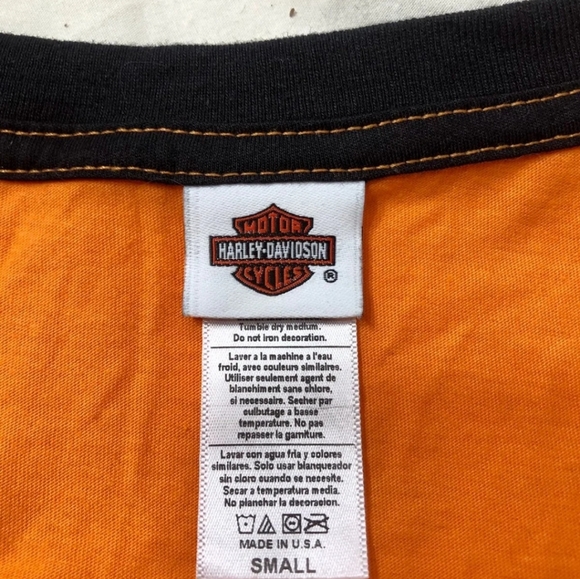 MOTOR
HARLEY-DAVIDSON
CYCLES
®
Tumble dry medium.
Do not iron decoration.
Laver a la machine a l'eau
froid, avec couleurs similaires.
Utiliser seulement agent de
blanchiment sans chlore,
si necessaire. Secher par
culbutage a basse
temperature. No pas
repasser la garniture.
Lavar con agua fria y colores
similares. Solo usar blanqueador
sin cloro cuando se necesite.
Secar a temperatura media.
No planchar la decoracion.
MADE IN U.S.A.
SMALL